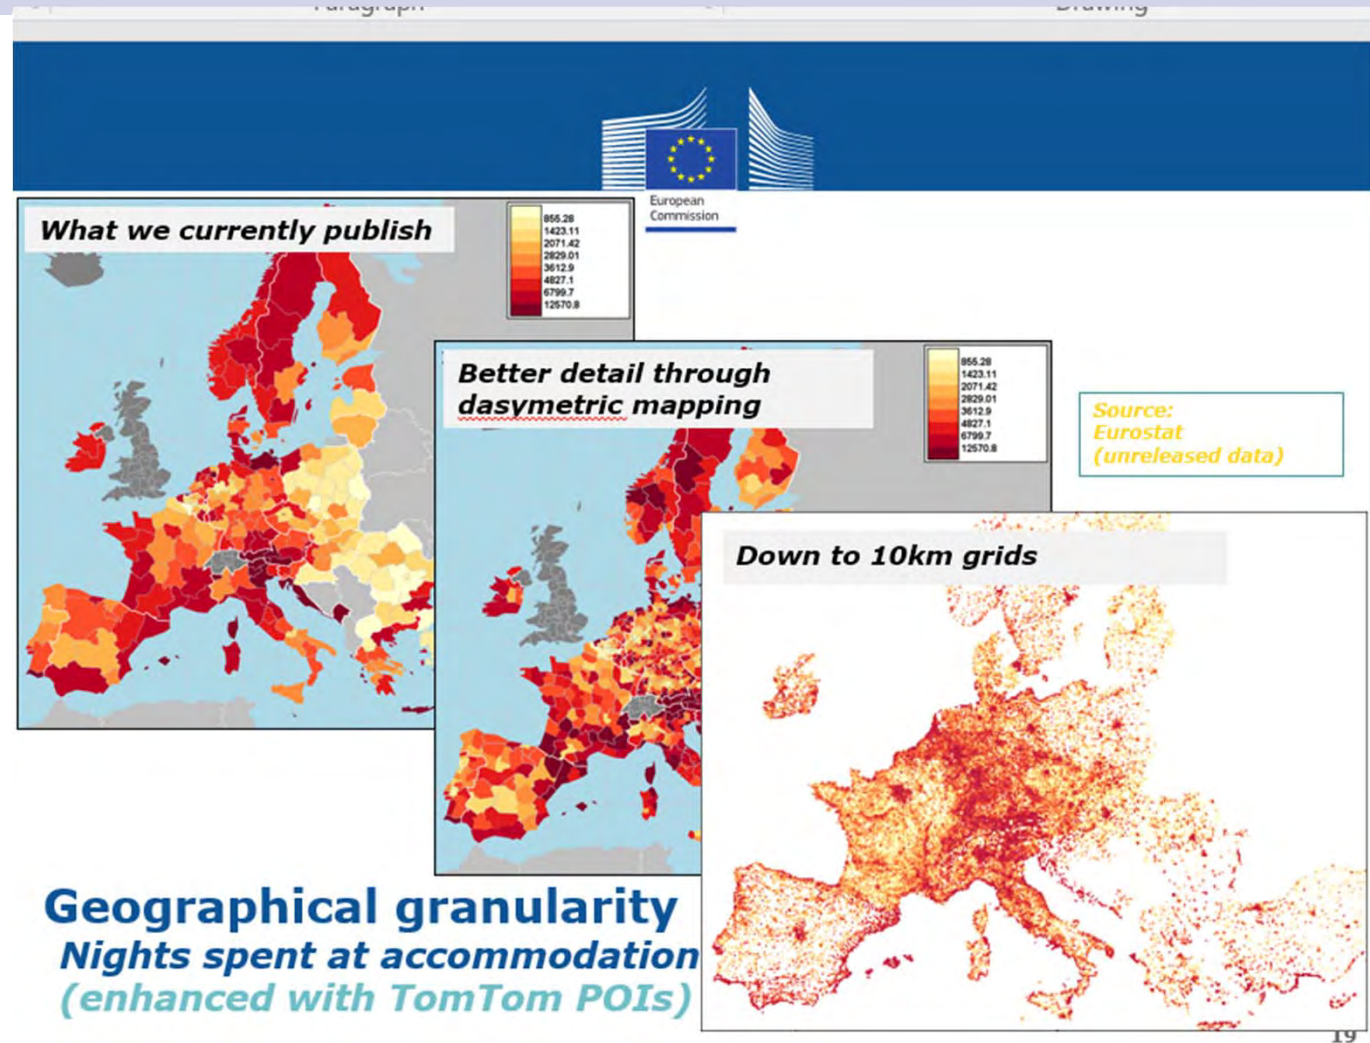 Paragraph
Drawing
European
Commission
What we currently publish
855.28
1423.11
2071.42
2829.01
3612.9
4827.1
6799.7
12570.8
Better detail through
dasymetric mapping
855.28
1423.11
2071.42
2829.01
3612.9
4827.1
6799.7
12570.8
Source:
Eurostat
(unreleased data)
Down to 10km grids
Geographical granularity
Nights spent at accommodation
(enhanced with TomTom POIs)
19